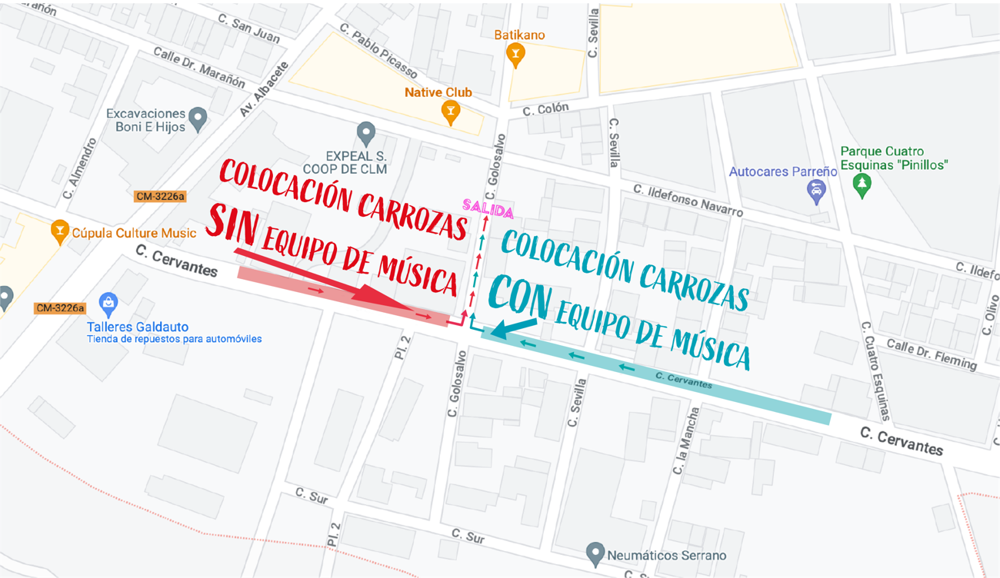 arañón
C. San Juan
C. Pablo Picasso
Batikano
C. Sevilla
Calle Dr. Marañón
Av. Albacete
Native Club
C. Colón
Excavaciones
Boni E Hijos
EXPEAL S.
COOP DE CLM
C. Sevilla
Parque Cuatro
Esquinas "Pinillos"
Autocares Parreño
C. Almendro
C. Golosalvo
C. Ildefonso Navarro
CM-3226a
COLOCACIÓN CARROZAS
SIN EQUIPO DE MÚSICA
SALIDA
COLOCACIÓN CARROZAS
CON EQUIPO DE MÚSICA
Cúpula Culture Music
C. Cervantes
C. Ildefo
C. Olivo
CM-3226a
Talleres Galdauto
Tienda de repuestos para automóviles
Pl. 2
C. Golosalvo
C. Sevilla
C. Cervantes
C. Cuatro Esquinas
Calle Dr. Fleming
C. la Mancha
C. Cervantes
C. Sur
Pl. 2
C. Sur
Neumáticos Serrano